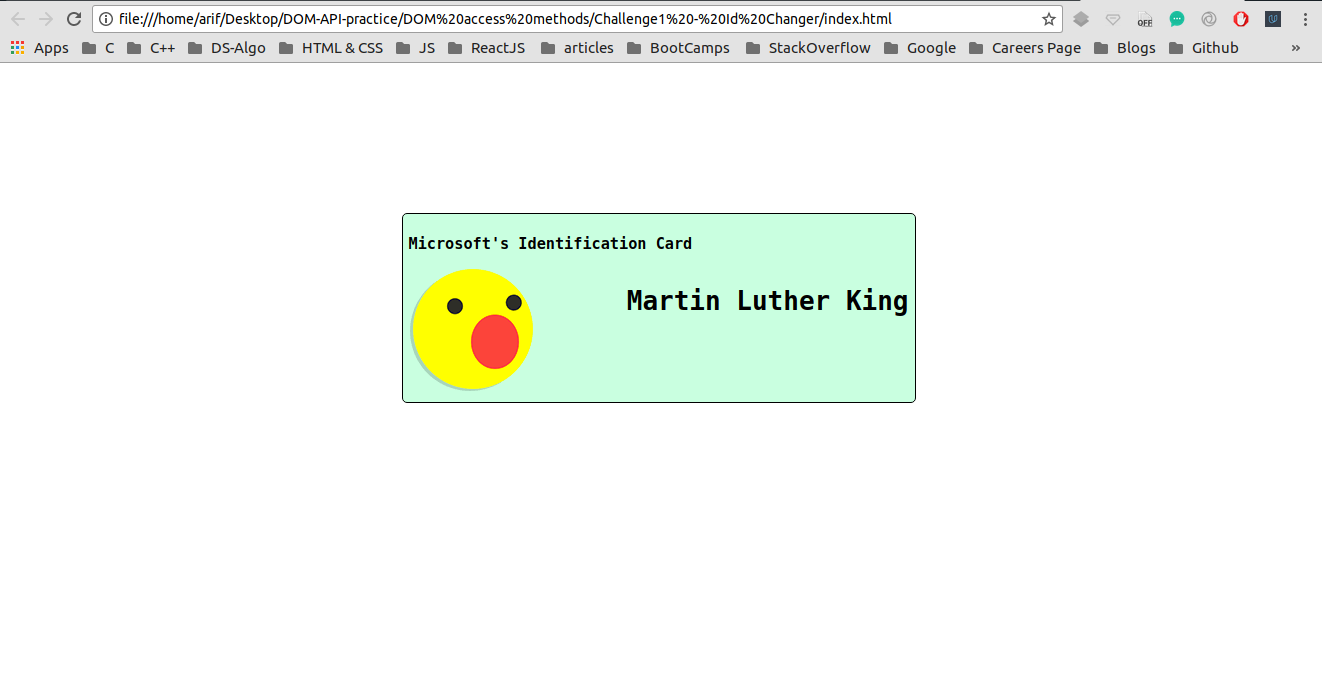 file:///home/arif/Desktop/DOM-API-practice/DOM%20access%20methods/Challenge1%20-%20Id%20Changer/index.html
OFF
Apps C C++ DS-Algo HTML & CSS JS ReactJS articles BootCamps StackOverflow Google Careers Page Blogs Github »
Microsoft's Identification Card
Martin Luther King